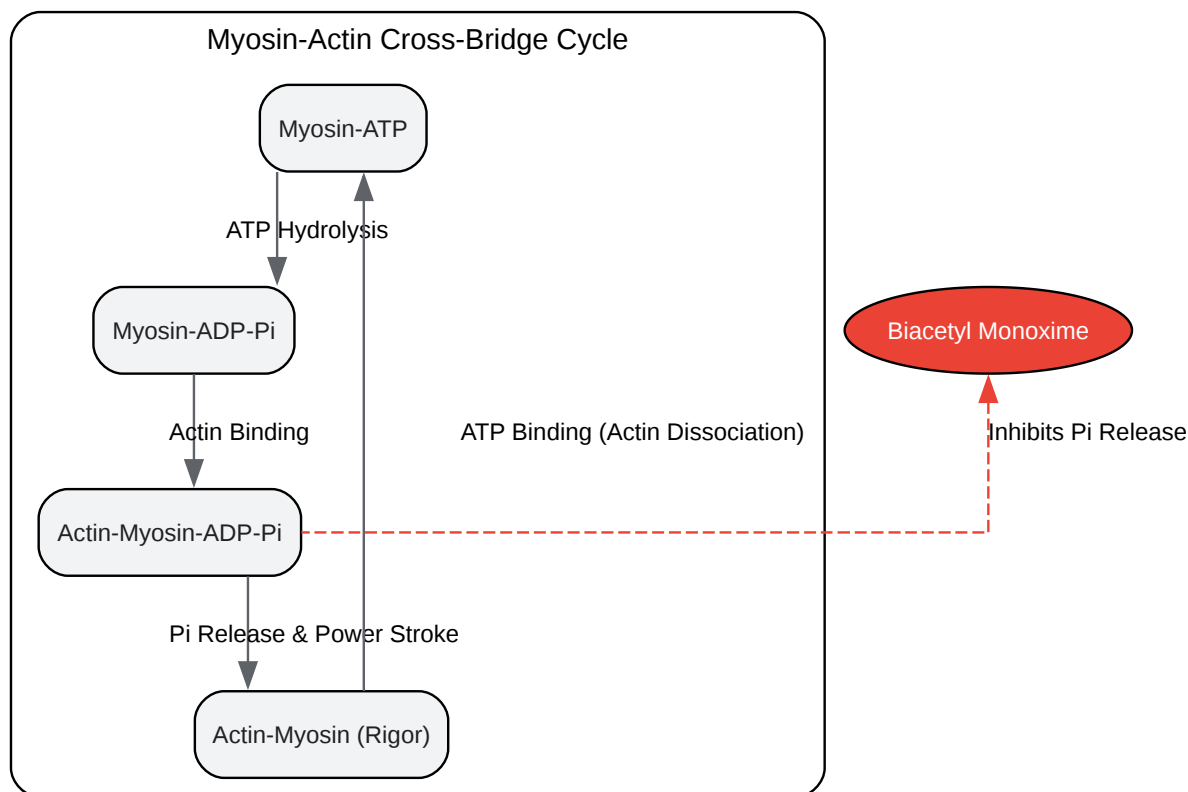 Myosin-Actin Cross-Bridge Cycle
Myosin-ATP
ATP Hydrolysis
Myosin-ADP-Pi
Biacetyl Monoxime
Actin Binding
ATP Binding (Actin Dissociation)
Inhibits Pi Release
Actin-Myosin-ADP-Pi
Pi Release & Power Stroke
Actin-Myosin (Rigor)